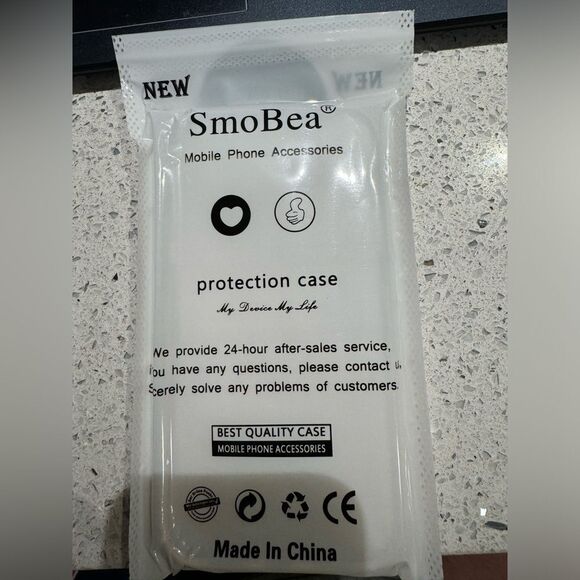 NEW
SmoBea®
Mobile Phone Accessories
protection case
My Device My Life
We provide 24-hour after-sales service,
ou have any questions, please contact u
cerely solve any problems of customers.
BEST QUALITY CASE
MOBILE PHONE ACCESSORIES
CE
Made In China